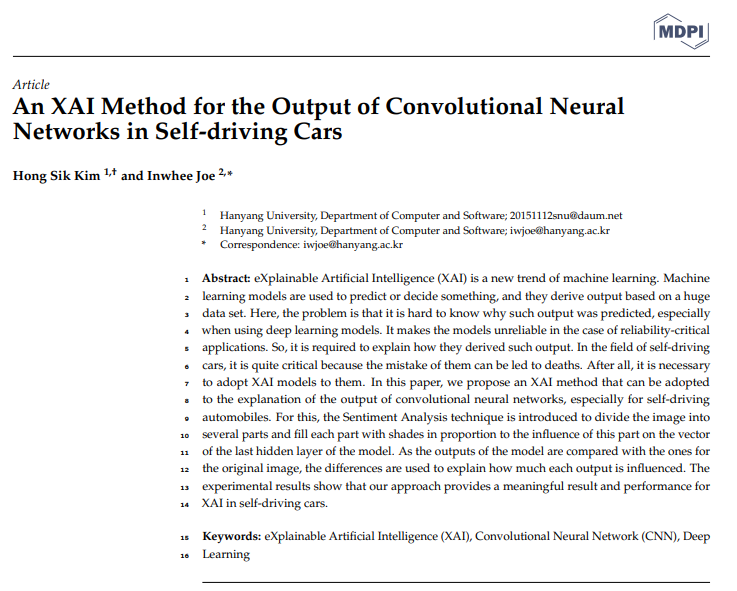 MDPI
Article
An XAI Method for the Output of Convolutional Neural
Networks in Self-driving Cars
Hong Sik Kim 1,† and Inwhee Joe 2,*
1 Hanyang University, Department of Computer and Software; 20151112snu@daum.net
2 Hanyang University, Department of Computer and Software; iwjoe@hanyang.ac.kr
* Correspondence: iwjoe@hanyang.ac.kr
1 Abstract: eXplainable Artificial Intelligence (XAI) is a new trend of machine learning. Machine
2 learning models are used to predict or decide something, and they derive output based on a huge
3 data set. Here, the problem is that it is hard to know why such output was predicted, especially
4 when using deep learning models. It makes the models unreliable in the case of reliability-critical
5 applications. So, it is required to explain how they derived such output. In the field of self-driving
6 cars, it is quite critical because the mistake of them can be led to deaths. After all, it is necessary
7 to adopt XAI models to them. In this paper, we propose an XAI method that can be adopted
8 to the explanation of the output of convolutional neural networks, especially for self-driving
9 automobiles. For this, the Sentiment Analysis technique is introduced to divide the image into
10 several parts and fill each part with shades in proportion to the influence of this part on the vector
11 of the last hidden layer of the model. As the outputs of the model are compared with the ones for
12 the original image, the differences are used to explain how much each output is influenced. The
13 experimental results show that our approach provides a meaningful result and performance for
14 XAI in self-driving cars.
15 Keywords: eXplainable Artificial Intelligence (XAI), Convolutional Neural Network (CNN), Deep
16 Learning